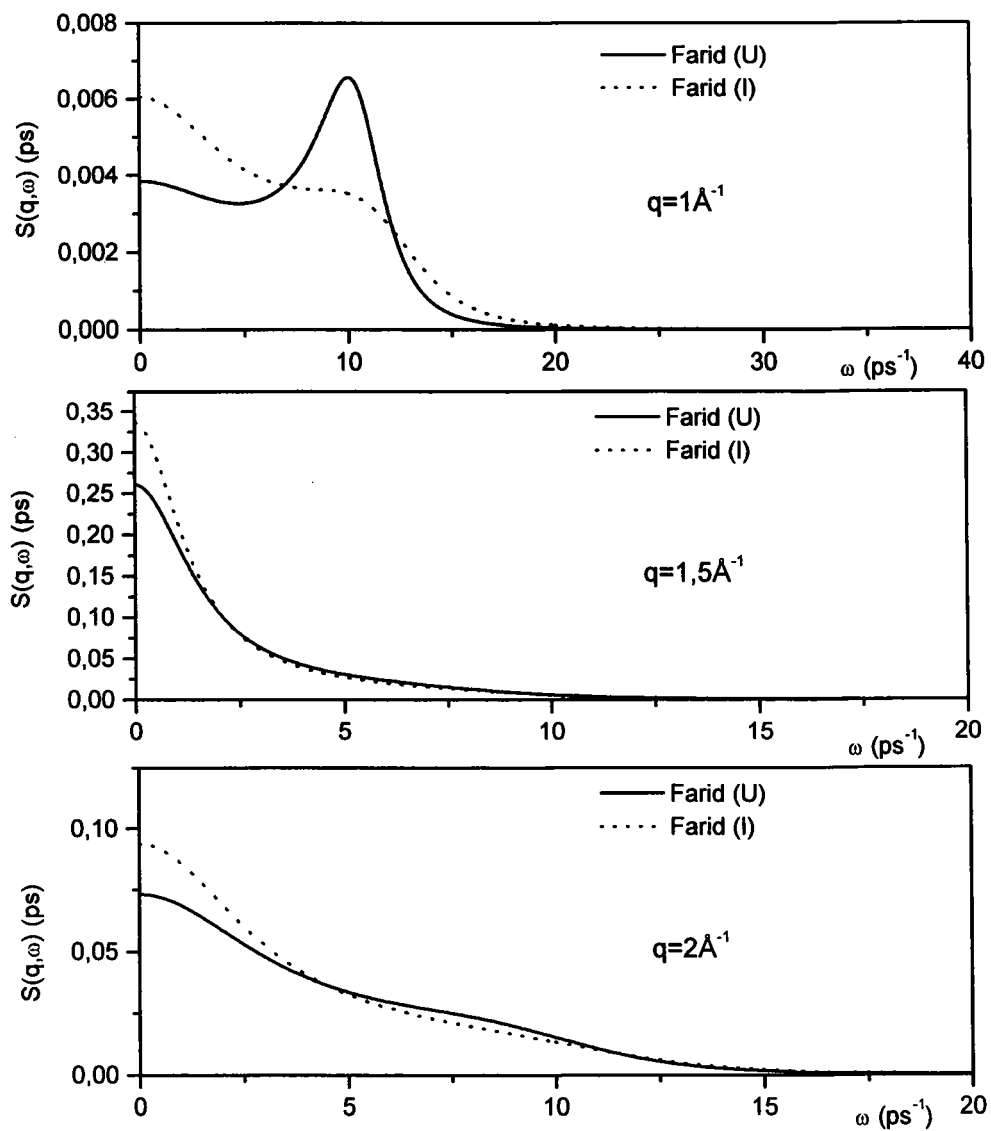 0,008
0,006
0,004
0,002
0,000
S(q,ω) (ps)
Farid (U)
Farid (I)
q=1Å⁻¹
0 10 20 30 40
ω (ps⁻¹)
0,35
0,30
0,25
0,20
0,15
0,10
0,05
0,00
S(q,ω) (ps)
Farid (U)
Farid (I)
q=1,5Å⁻¹
0 5 10 15 20
ω (ps⁻¹)
0,10
0,05
0,00
S(q,ω) (ps)
Farid (U)
Farid (I)
q=2Å⁻¹
0 5 10 15 20
ω (ps⁻¹)